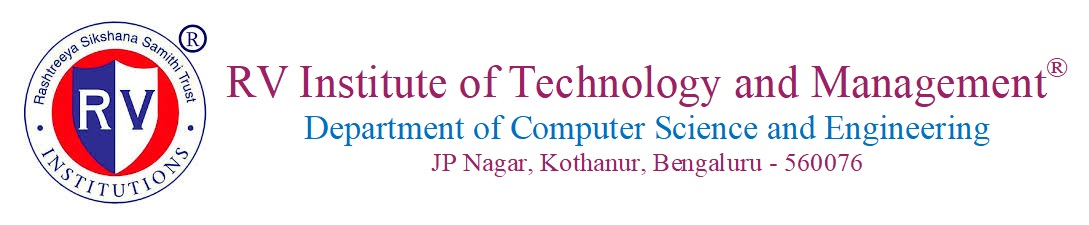 Rashtreeya Sikshana Samithi Trust
®
RV
• INSTITUTIONS •
RV Institute of Technology and Management®
Department of Computer Science and Engineering
JP Nagar, Kothanur, Bengaluru - 560076